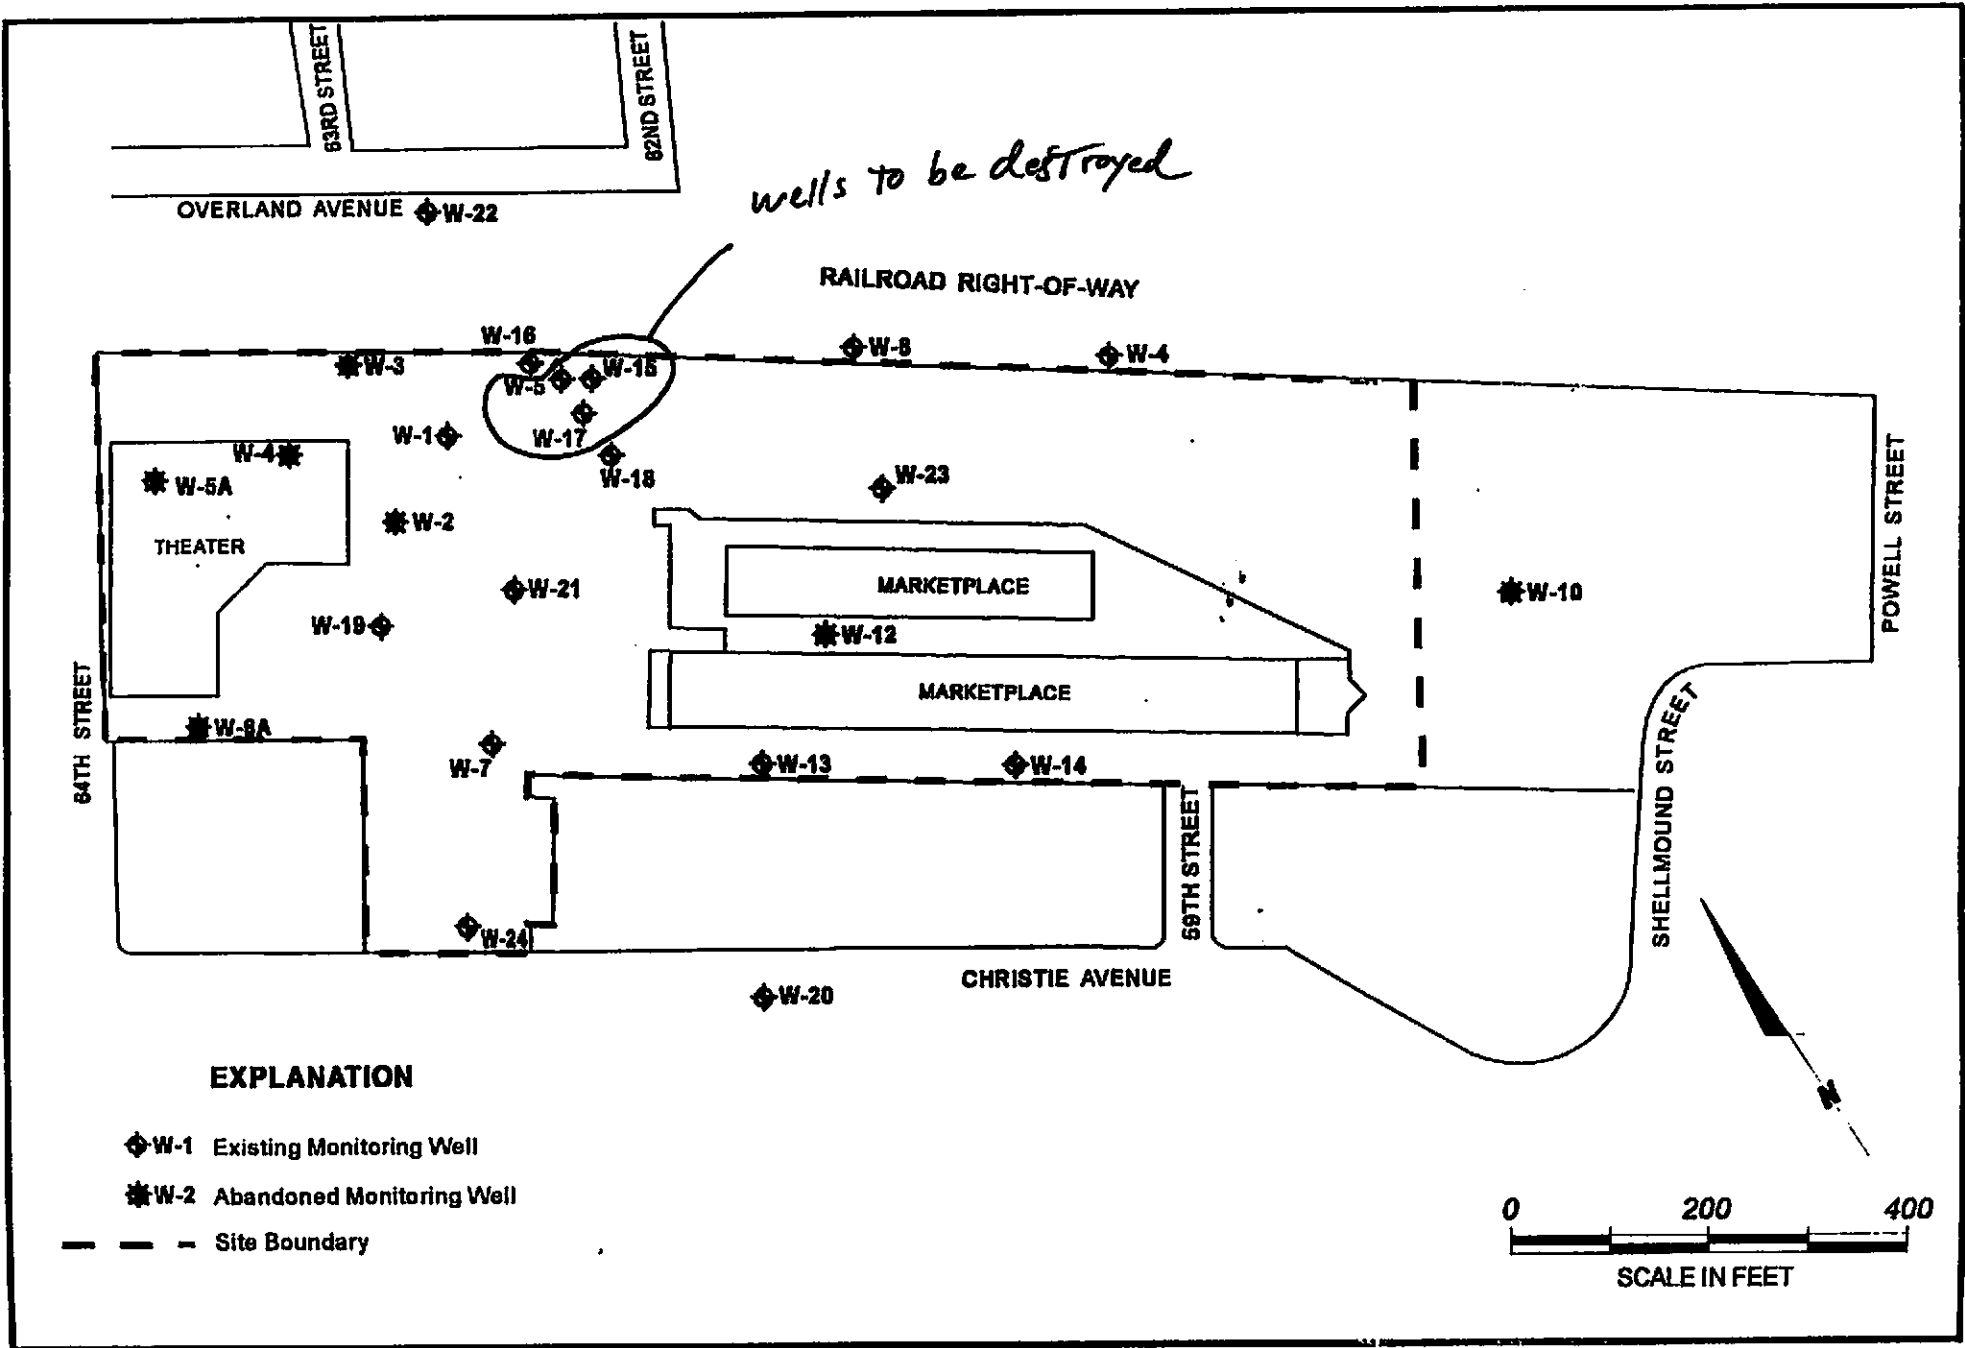 63RD STREET
62ND STREET
wells to be destroyed
OVERLAND AVENUE
W-22
RAILROAD RIGHT-OF-WAY
W-16
W-8
W-4
W-3
W-5
W-15
W-1
W-17
W-4
W-18
W-5A
W-23
W-2
THEATER
POWELL STREET
MARKETPLACE
W-21
W-10
W-19
W-12
MARKETPLACE
64TH STREET
W-8A
W-7
W-13
W-14
SHELLMOUND STREET
59TH STREET
W-24
CHRISTIE AVENUE
W-20
N
EXPLANATION
W-1 Existing Monitoring Well
W-2 Abandoned Monitoring Well
Site Boundary
0 200 400
SCALE IN FEET